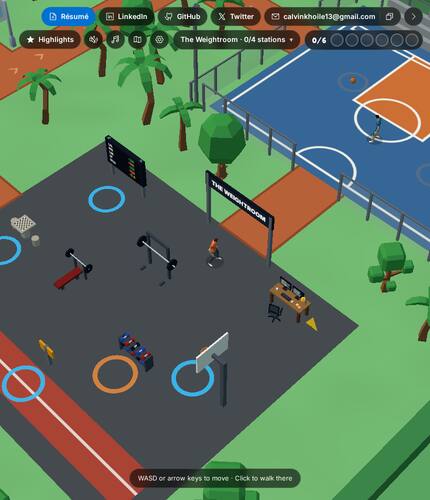 Résumé LinkedIn GitHub Twitter calvinkhoile13@gmail.com
Highlights The Weightroom · 0/4 stations 0/6
THE WEIGHTROOM
WASD or arrow keys to move · Click to walk there